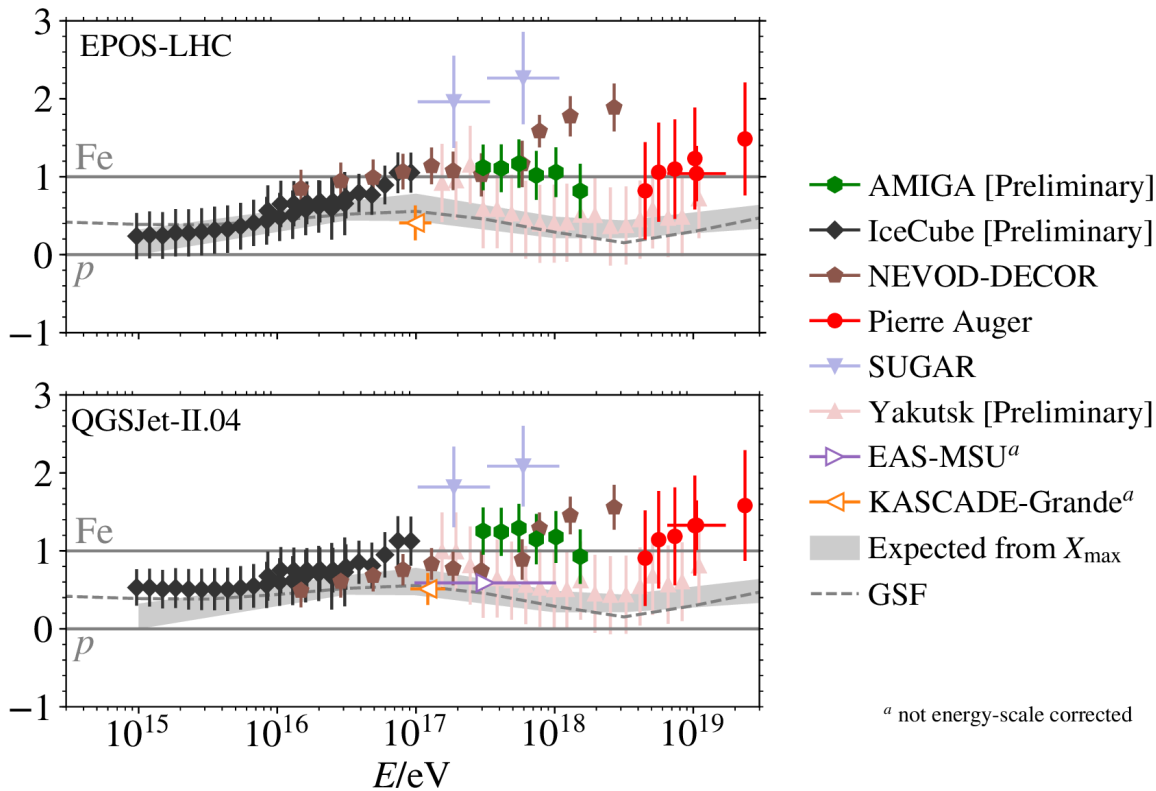 3
EPOS-LHC
2
Fe
1
0
p
−1
3
QGSJet-II.04
2
Fe
1
0
p
−1
10^15 10^16 10^17 10^18 10^19
E/eV
AMIGA [Preliminary]
IceCube [Preliminary]
NEVOD-DECOR
Pierre Auger
SUGAR
Yakutsk [Preliminary]
EAS-MSU^a
KASCADE-Grande^a
Expected from X_max
GSF
^a not energy-scale corrected